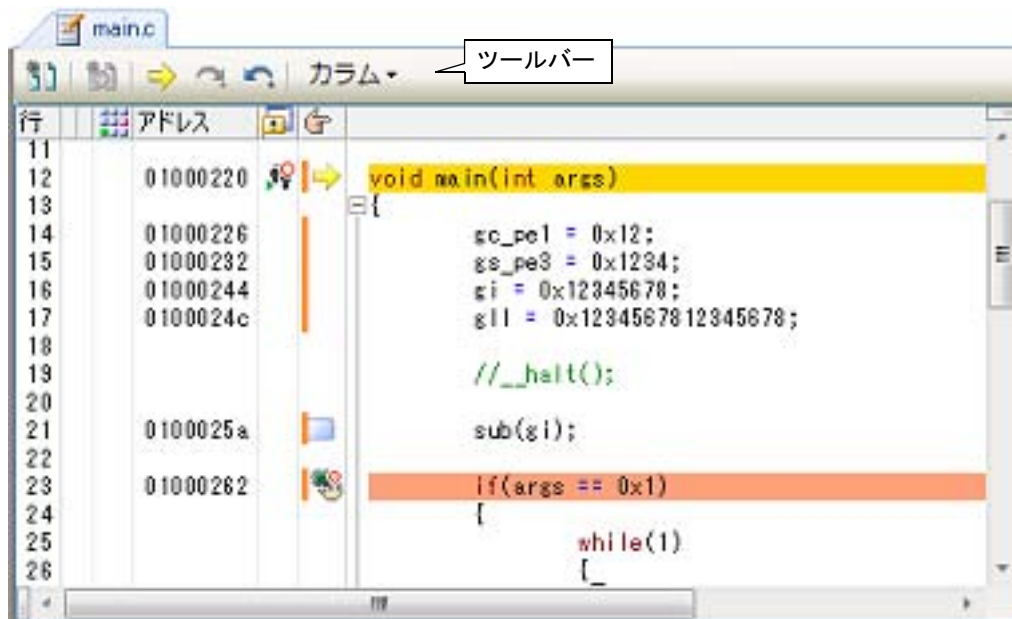 main.c
カラム
ツールバー
行 アドレス
11
12 01000220 void main(int args)
13 {
14 01000226 gc_pe1 = 0x12;
15 01000232 gs_pe3 = 0x1234;
16 01000244 gi = 0x12345678;
17 0100024c gll = 0x1234567812345678;
18
19 //__halt();
20
21 0100025a sub(gi);
22
23 01000262 if(args == 0x1)
24 {
25 while(1)
26 {_